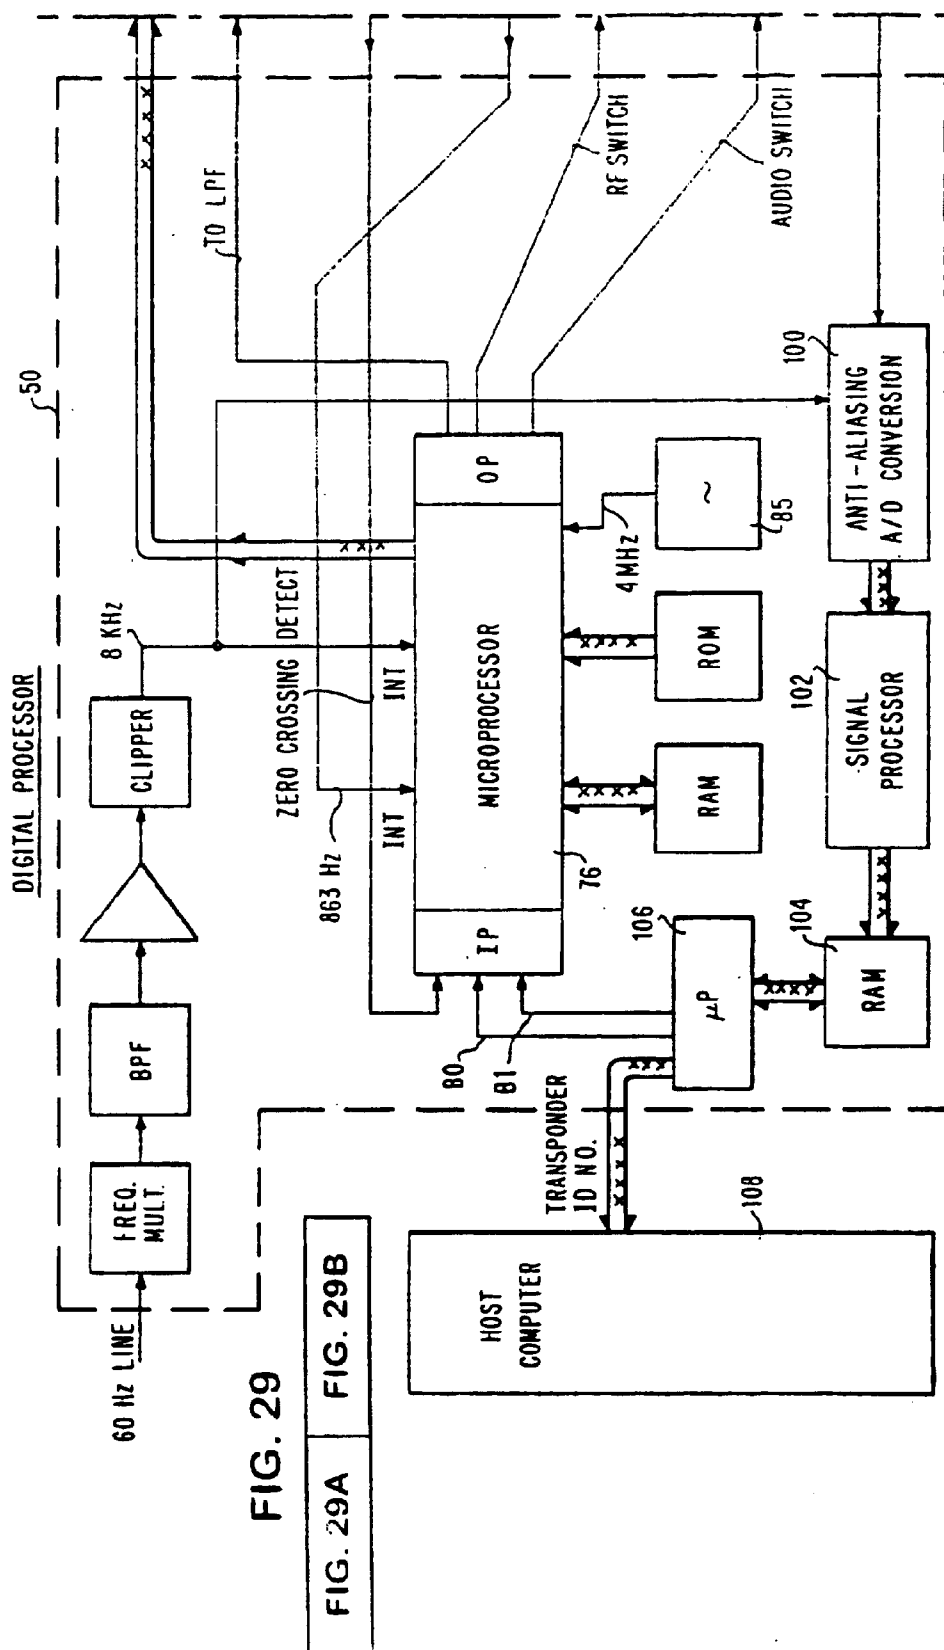 DIGITAL PROCESSOR
50
60 Hz LINE
FREQ.
MULT.
BPF
CLIPPER
8 KHz
TO LPF
FIG. 29
FIG. 29A
FIG. 29B
863 Hz
ZERO CROSSING DETECT
INT
INT
RF SWITCH
AUDIO SWITCH
IP
MICROPROCESSOR
OP
76
80
81
4 MHz
~
85
RAM
ROM
HOST
COMPUTER
108
TRANSPONDER
ID NO.
106
μP
104
RAM
102
SIGNAL
PROCESSOR
100
ANTI-ALIASING
A/D CONVERSION